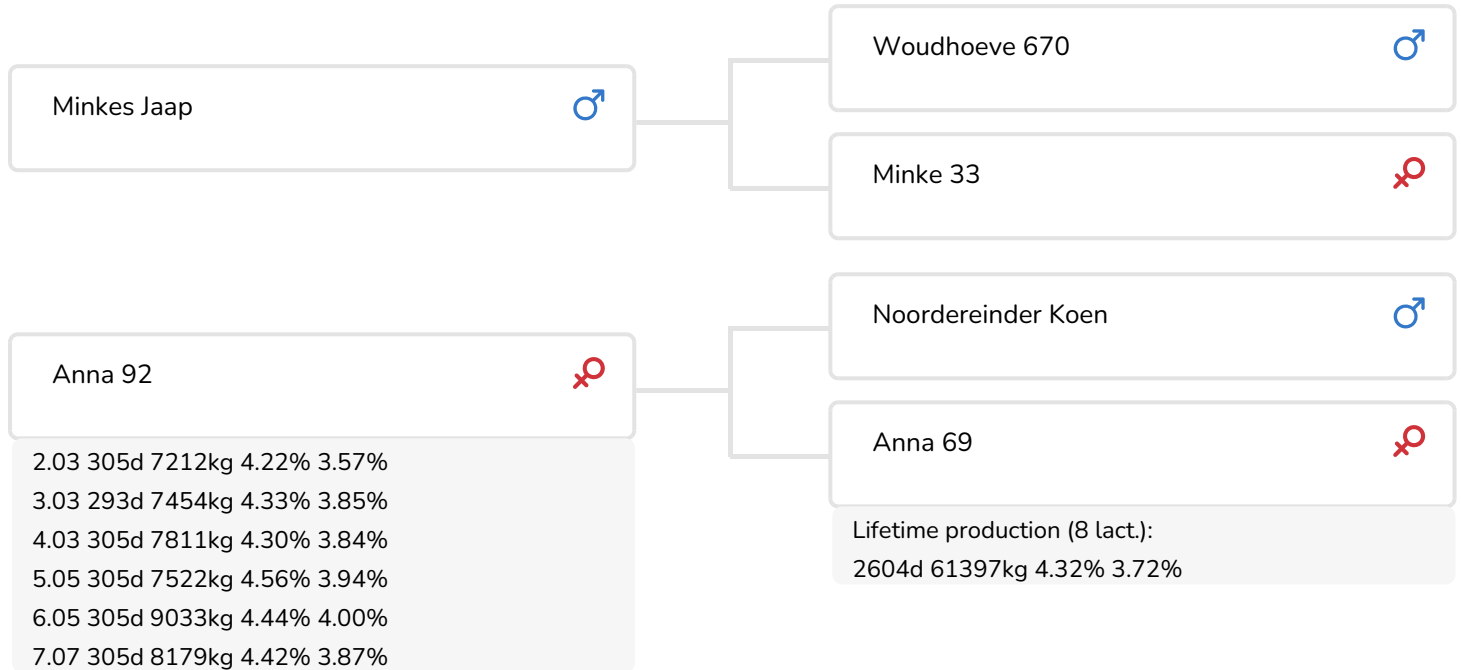 Minkes Jaap
Woudhoeve 670
Minke 33
Anna 92
2.03 305d 7212kg 4.22% 3.57%
3.03 293d 7454kg 4.33% 3.85%
4.03 305d 7811kg 4.30% 3.84%
5.05 305d 7522kg 4.56% 3.94%
6.05 305d 9033kg 4.44% 4.00%
7.07 305d 8179kg 4.42% 3.87%
Noordereinder Koen
Anna 69
Lifetime production (8 lact.):
2604d 61397kg 4.32% 3.72%